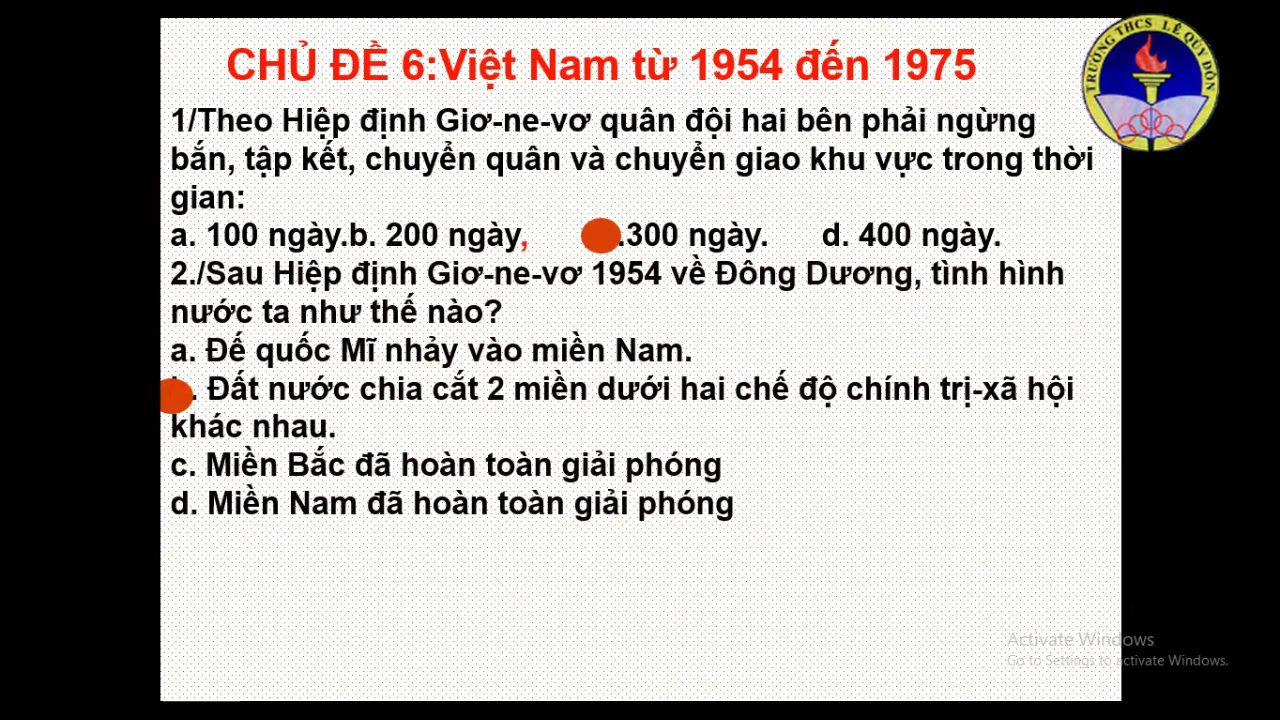 CHỦ ĐỀ 6:Việt Nam từ 1954 đến 1975
TRƯỜNG THCS LÊ QUÝ ĐÔN
1/Theo Hiệp định Giơ-ne-vơ quân đội hai bên phải ngừng
bắn, tập kết, chuyển quân và chuyển giao khu vực trong thời
gian:
a. 100 ngày.b. 200 ngày, .300 ngày. d. 400 ngày.
2./Sau Hiệp định Giơ-ne-vơ 1954 về Đông Dương, tình hình
nước ta như thế nào?
a. Đế quốc Mĩ nhảy vào miền Nam.
. Đất nước chia cắt 2 miền dưới hai chế độ chính trị-xã hội
khác nhau.
c. Miền Bắc đã hoàn toàn giải phóng
d. Miền Nam đã hoàn toàn giải phóng
Activate Windows
Go to Settings to activate Windows.